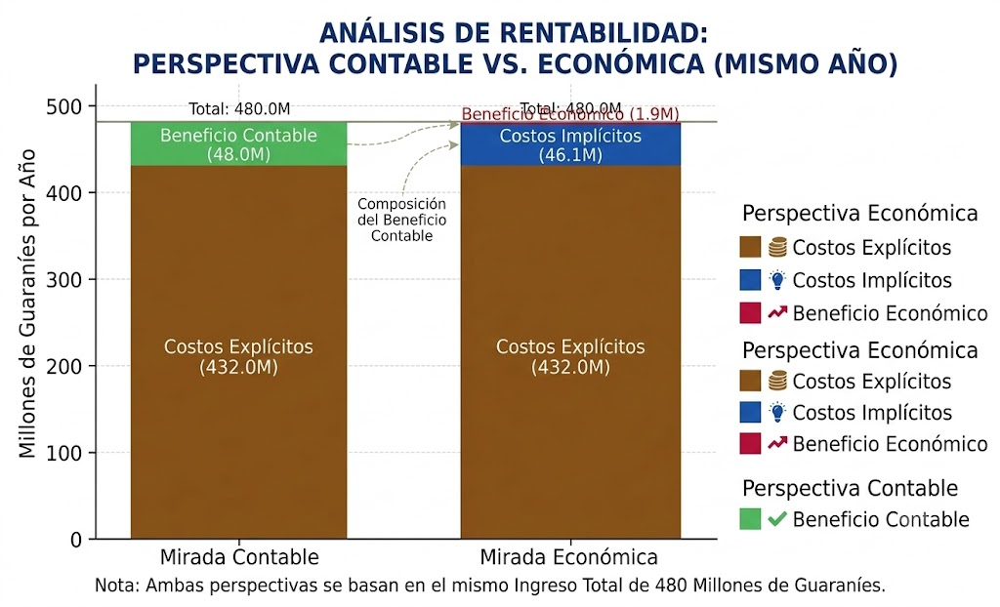 ANÁLISIS DE RENTABILIDAD:
PERSPECTIVA CONTABLE VS. ECONÓMICA (MISMO AÑO)
Millones de Guaraníes por Año
500
400
300
200
100
0
Total: 480.0M
Beneficio Contable
(48.0M)
Costos Explícitos
(432.0M)
Composición
del Beneficio
Contable
Total: 480.0M
Beneficio Económico (1.9M)
Costos Implícitos
(46.1M)
Costos Explícitos
(432.0M)
Mirada Contable
Mirada Económica
Perspectiva Económica
Costos Explícitos
Costos Implícitos
Beneficio Económico
Perspectiva Económica
Costos Explícitos
Costos Implícitos
Beneficio Económico
Perspectiva Contable
Beneficio Contable
Nota: Ambas perspectivas se basan en el mismo Ingreso Total de 480 Millones de Guaraníes.